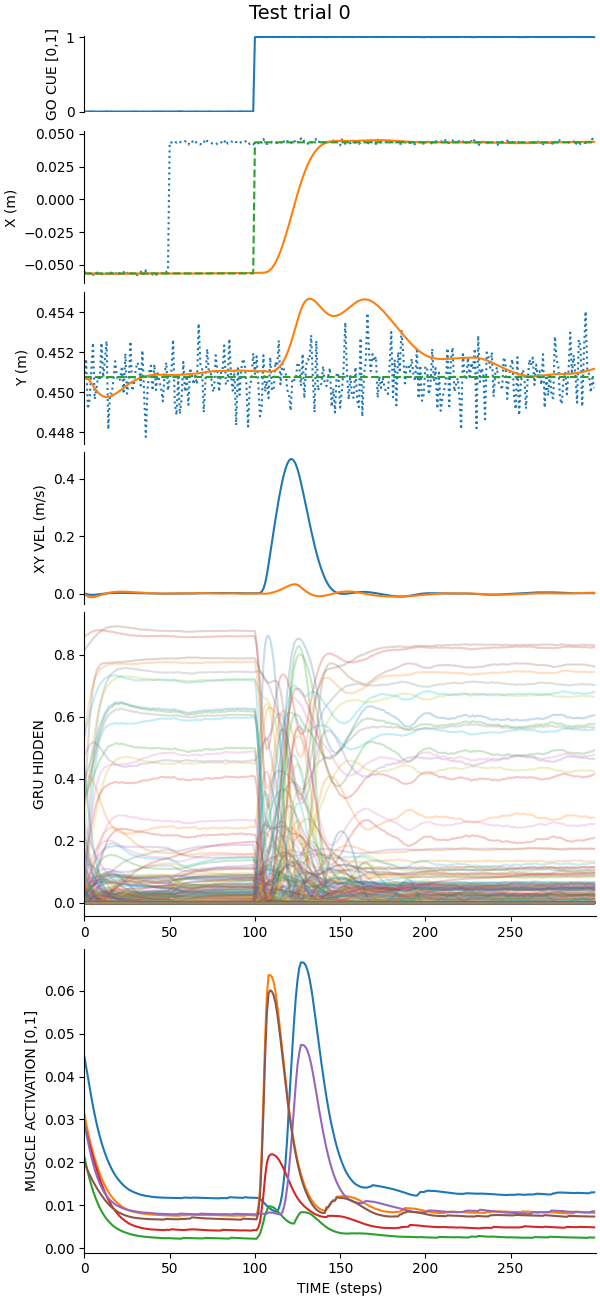 Test trial 0
GO CUE [0,1]
1
0
X (m)
0.050
0.025
0.000
−0.025
−0.050
Y (m)
0.454
0.452
0.450
0.448
XY VEL (m/s)
0.4
0.2
0.0
GRU HIDDEN
0.8
0.6
0.4
0.2
0.0
0 50 100 150 200 250
MUSCLE ACTIVATION [0,1]
0.06
0.05
0.04
0.03
0.02
0.01
0.00
0 50 100 150 200 250
TIME (steps)